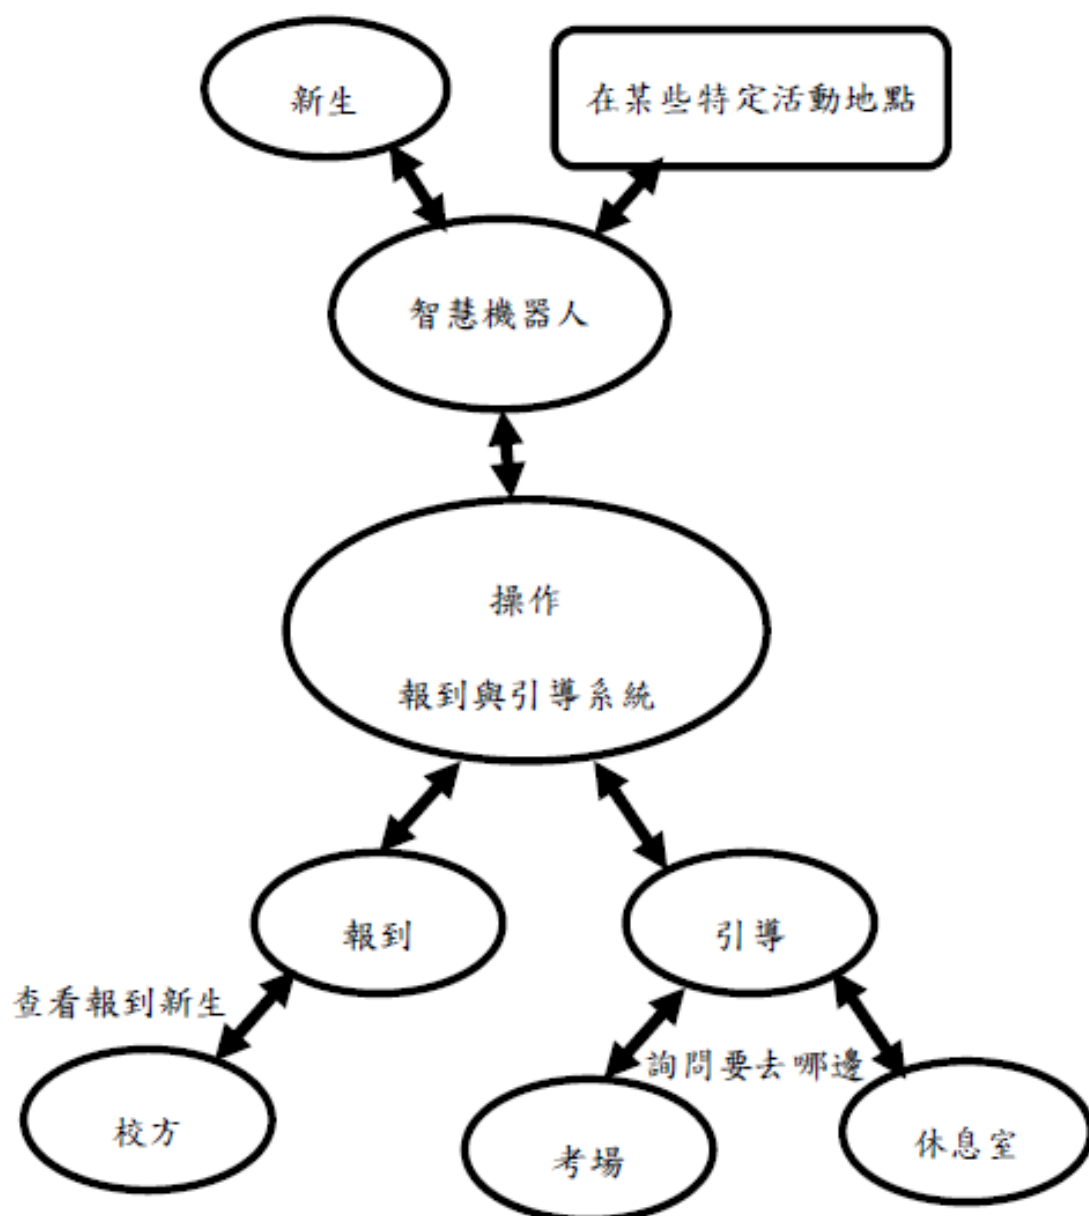 新生
在某些特定活動地點
智慧機器人
操作
報到與引導系統
報到
引導
查看報到新生
詢問要去哪邊
校方
考場
休息室